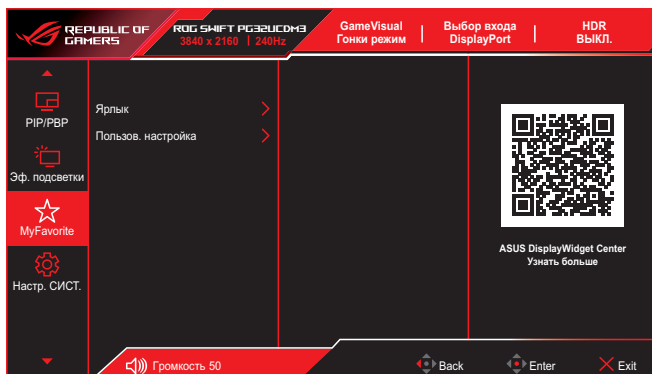 REPUBLIC OF
GAMERS
ROG SWIFT PG32UCDM3
3840 x 2160 | 240Hz
GameVisual
Гонки режим
Выбор входа
DisplayPort
HDR
ВЫКЛ.
PIP/PBP
Эф. подсветки
MyFavorite
Настр. СИСТ.
Ярлык
Пользов. настройка
ASUS DisplayWidget Center
Узнать больше
Громкость 50
Back
Enter
Exit